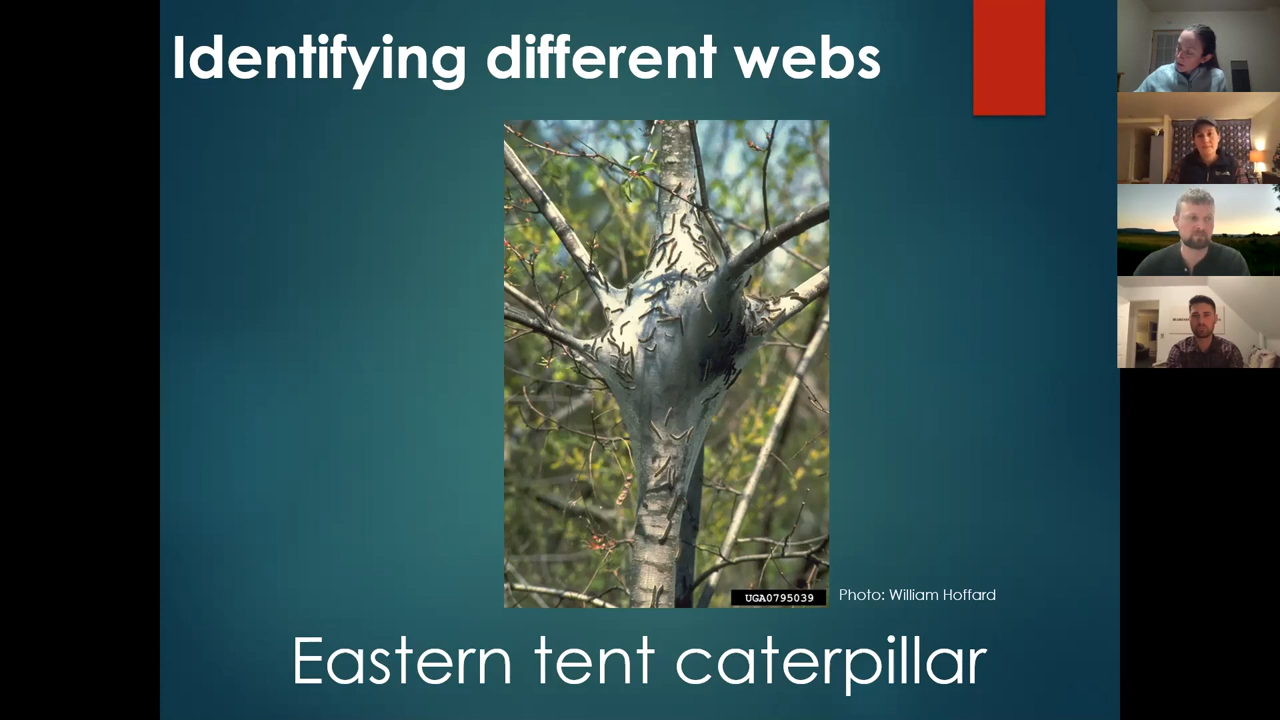 Identifying different webs
UGA0795039
Photo: William Hoffard
Eastern tent caterpillar